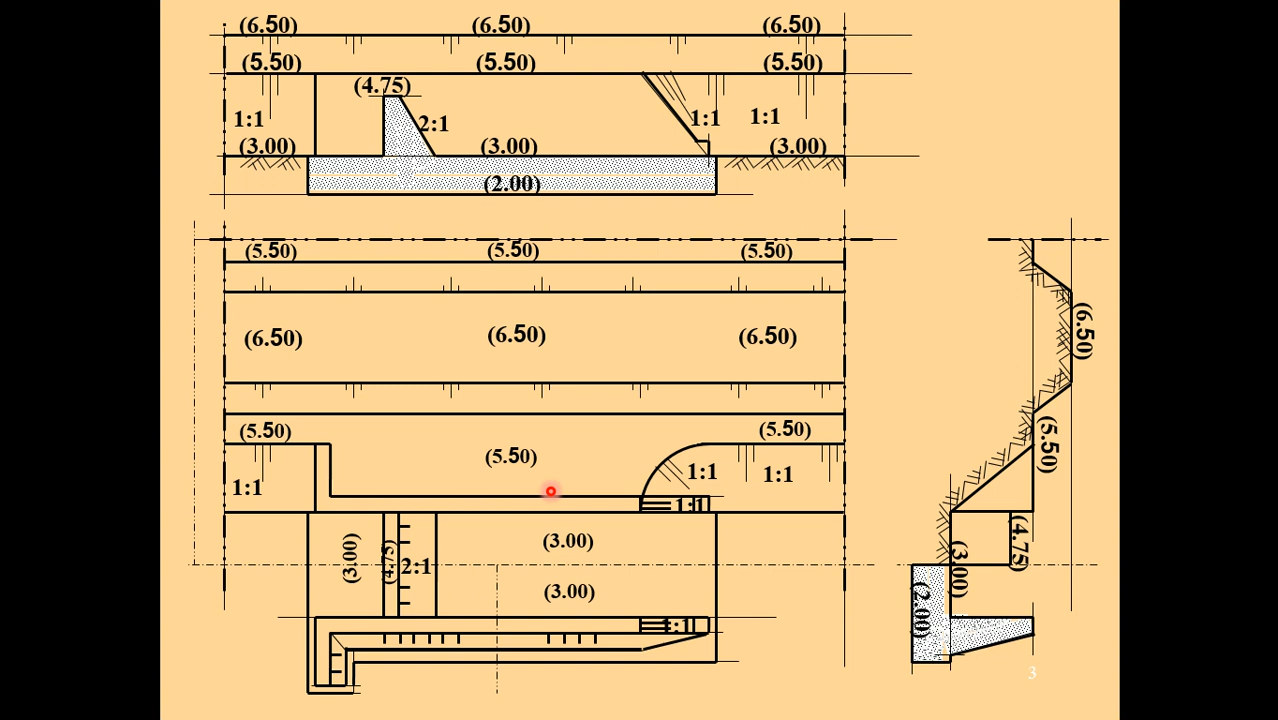 (6.50) (6.50) (6.50)
(5.50) (5.50) (5.50)
(4.75)
1:1 2:1 1:1 1:1
(3.00) (3.00) (3.00)
(2.00)
(5.50) (5.50) (5.50)
(6.50) (6.50) (6.50)
(6.50)
(5.50) (5.50) (5.50)
(5.50)
1:1 1:1 1:1
1:1
(3.00) (4.75) 2:1 (3.00)
(3.00)
(4.75)
(3.00)
(2.00)
1:1
3